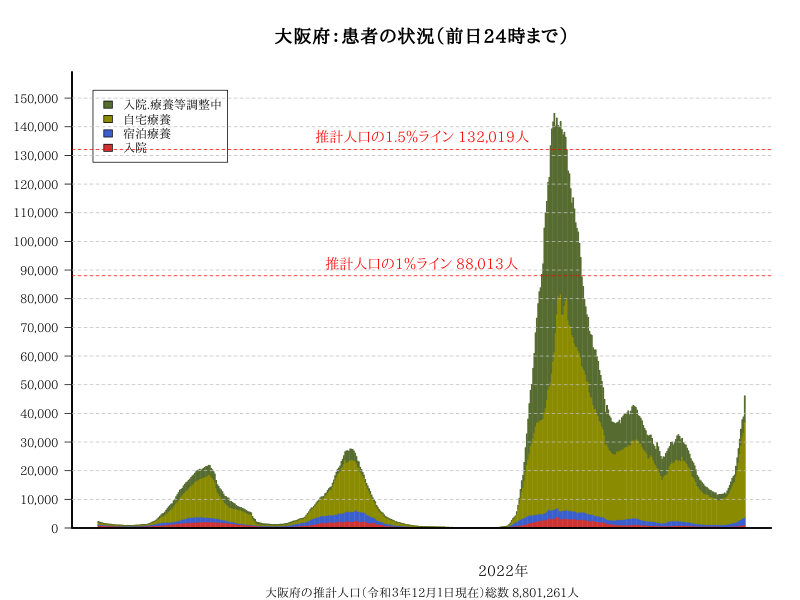 大阪府：患者の状況（前日24時まで）
150,000
140,000
130,000
120,000
110,000
100,000
90,000
80,000
70,000
60,000
50,000
40,000
30,000
20,000
10,000
0
入院.療養等調整中
自宅療養
宿泊療養
入院
推計人口の1.5%ライン 132,019人
推計人口の1%ライン 88,013人
2022年
大阪府の推計人口（令和3年12月1日現在）総数 8,801,261人